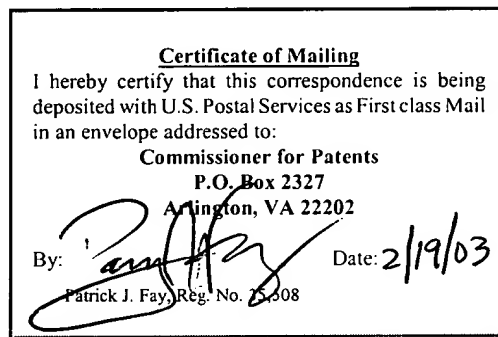 Certificate of Mailing
I hereby certify that this correspondence is being
deposited with U.S. Postal Services as First class Mail
in an envelope addressed to:
Commissioner for Patents
P.O. Box 2327
Arlington, VA 22202
By: Date: 2/19/03
Patrick J. Fay, Reg. No. 35,508